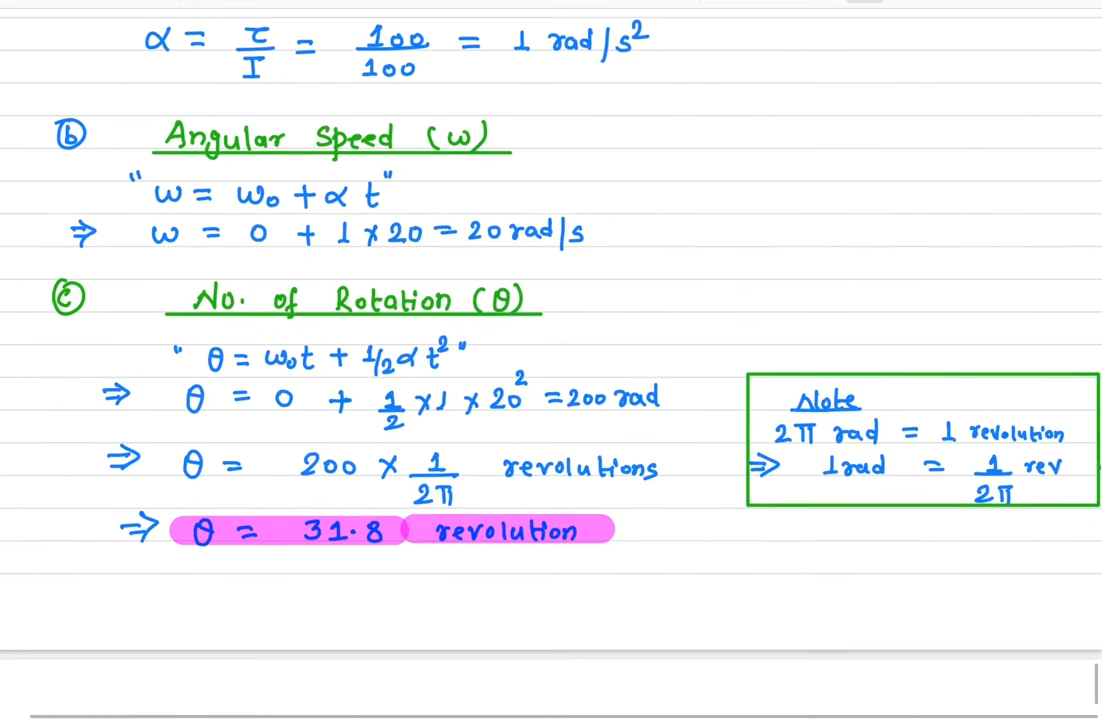 α = τ/I = 100/100 = 1 rad/s²
ⓑ Angular Speed (ω)
"ω = ω₀ + α t"
⇒ ω = 0 + 1 × 20 = 20 rad/s
ⓒ No. of Rotation (θ)
"θ = ω₀t + 1/2 α t²"
⇒ θ = 0 + 1/2 × 1 × 20² = 200 rad
⇒ θ = 200 × 1/2π revolutions
⇒ θ = 31.8 revolution
Note
2π rad = 1 revolution
⇒ 1 rad = 1/2π rev